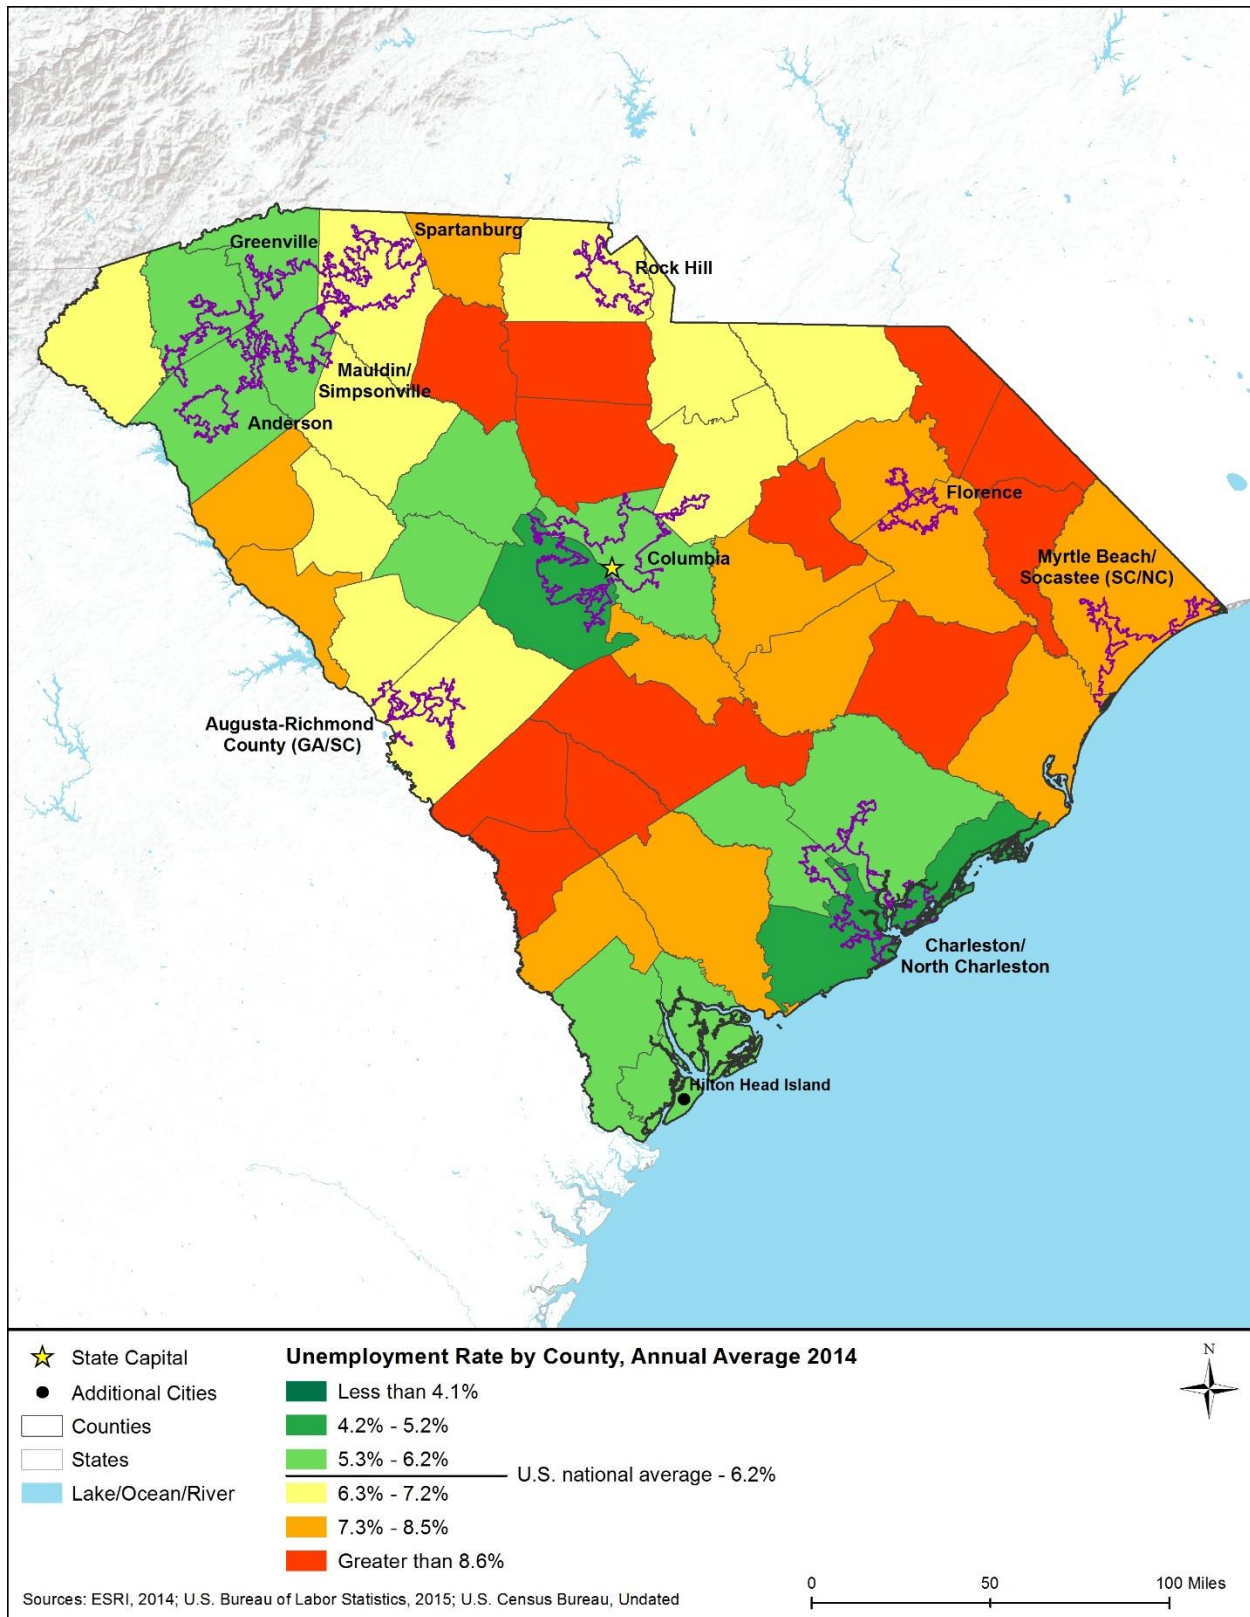 Greenville
Spartanburg
Rock Hill
Mauldin/
Simpsonville
Anderson
Florence
Columbia
Myrtle Beach/
Socastee (SC/NC)
Augusta-Richmond
County (GA/SC)
Charleston/
North Charleston
Hilton Head Island
State Capital
Additional Cities
Counties
States
Lake/Ocean/River
Unemployment Rate by County, Annual Average 2014
Less than 4.1%
4.2% - 5.2%
5.3% - 6.2%
U.S. national average - 6.2%
6.3% - 7.2%
7.3% - 8.5%
Greater than 8.6%
N
0 50 100 Miles
Sources: ESRI, 2014; U.S. Bureau of Labor Statistics, 2015; U.S. Census Bureau, Undated